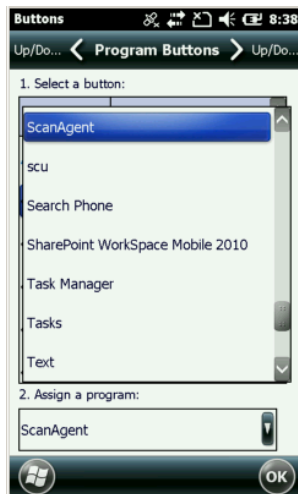 Buttons 8:38
Up/Do... Program Buttons Up/Do...
1. Select a button:
ScanAgent
scu
Search Phone
SharePoint WorkSpace Mobile 2010
Task Manager
Tasks
Text
2. Assign a program:
ScanAgent
OK